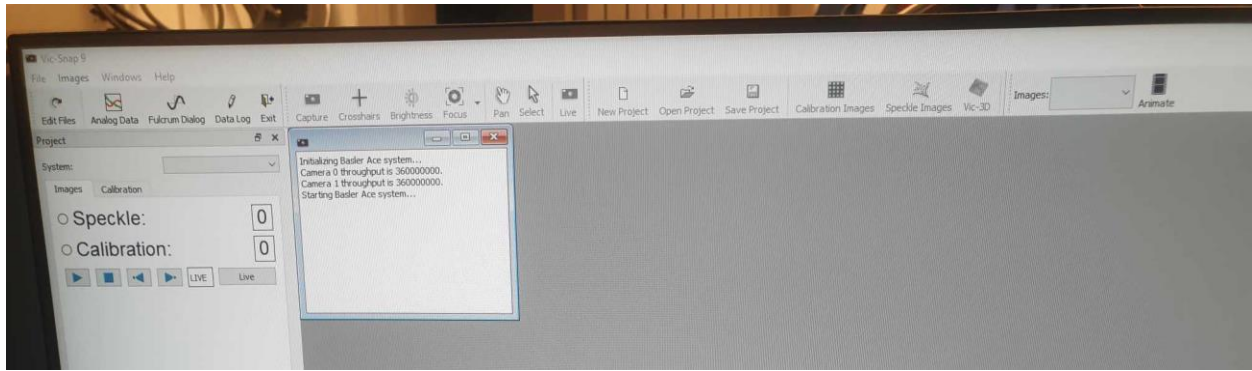 Vic-Snap 9
File Images Windows Help
Edit Files Analog Data Fulcrum Dialog Data Log Exit Capture Crosshairs Brightness Focus Pan Select Live New Project Open Project Save Project Calibration Images Speckle Images Vic-3D Images: Animate
Project
System:
Images Calibration
Speckle: 0
Calibration: 0
LIVE Live
Initializing Basler Ace system...
Camera 0 throughput is 360000000.
Camera 1 throughput is 360000000.
Starting Basler Ace system...